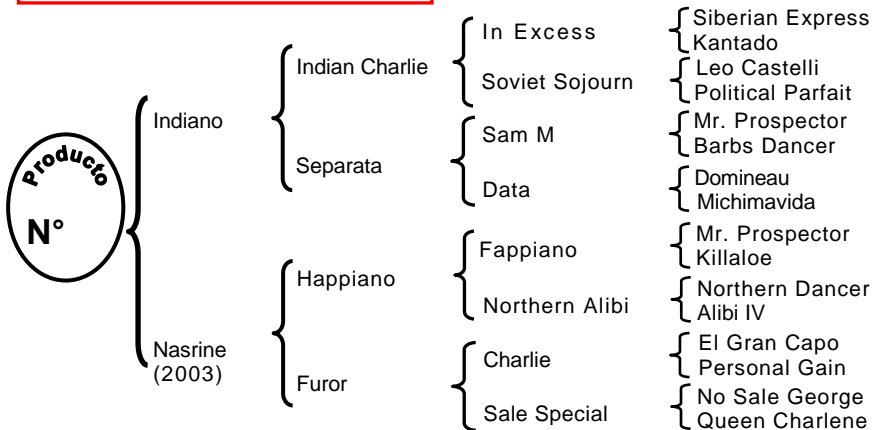 Producto
N°
Indiano
Nasrine
(2003)
Indian Charlie
Separata
Happiano
Furor
In Excess
Soviet Sojourn
Sam M
Data
Fappiano
Northern Alibi
Charlie
Sale Special
Siberian Express
Kantado
Leo Castelli
Political Parfait
Mr. Prospector
Barbs Dancer
Domineau
Michimavida
Mr. Prospector
Killaloe
Northern Dancer
Alibi IV
El Gran Capo
Personal Gain
No Sale George
Queen Charlene